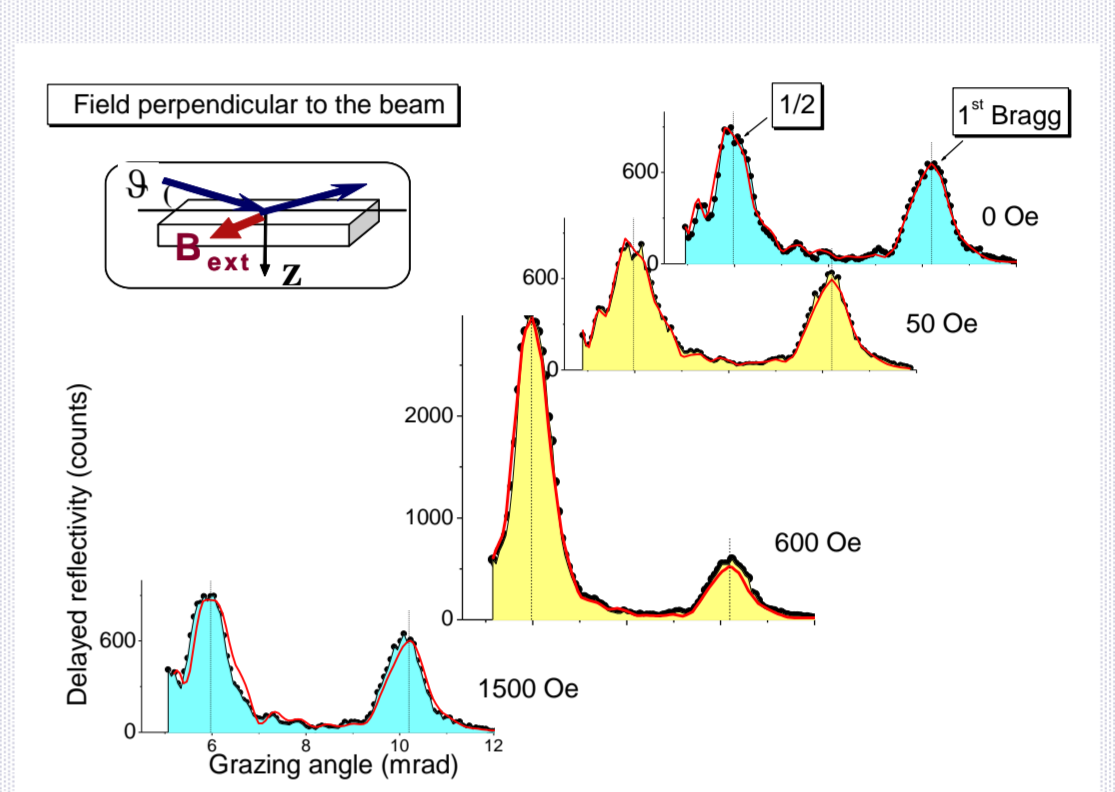 Field perpendicular to the beam
ϑ
B ext
z
1/2
1st Bragg
600
0
0 Oe
600
0
50 Oe
2000
1000
0
600 Oe
Delayed reflectivity (counts)
600
0
1500 Oe
6 8 10 12
Grazing angle (mrad)